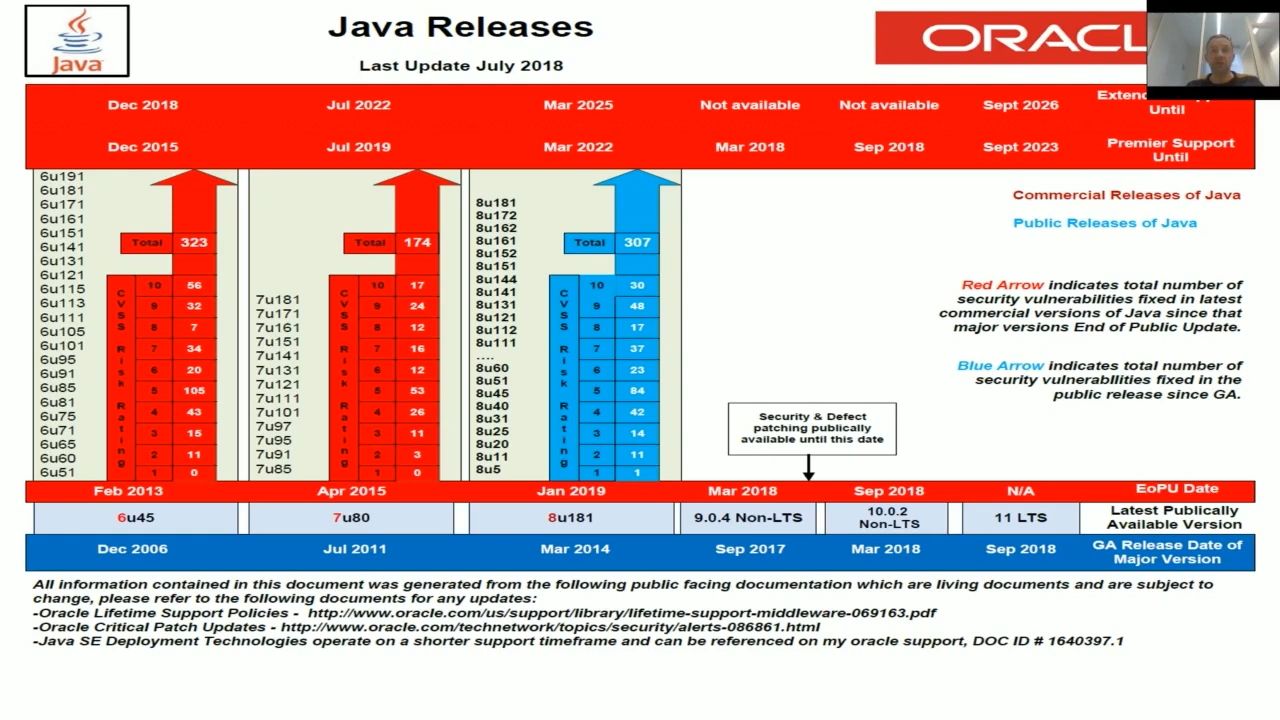 Java Releases
Java
ORACL
Last Update July 2018
Dec 2018 Jul 2022 Mar 2025 Not available Not available Sept 2026
Until
Dec 2015 Jul 2019 Mar 2022 Mar 2018 Sep 2018 Sept 2023 Premier Support
Until
6u191
6u181
6u171
6u161
6u151
6u141
6u131
6u121
6u115
6u113
6u111
6u105
6u101
6u95
6u91
6u85
6u81
6u75
6u71
6u65
6u60
6u51
Total 323
CVSS Risk Rating
10 56
9 32
8 7
7 34
6 20
5 105
4 43
3 15
2 11
1 0
7u181
7u171
7u161
7u151
7u141
7u131
7u121
7u111
7u101
7u97
7u95
7u91
7u85
Total 174
CVSS Risk Rating
10 17
9 24
8 12
7 16
6 12
5 53
4 26
3 11
2 3
1 0
8u181
8u172
8u162
8u161
8u152
8u151
8u144
8u141
8u131
8u121
8u112
8u111
....
8u60
8u51
8u45
8u40
8u31
8u25
8u20
8u11
8u5
Total 307
CVSS Risk Rating
10 30
9 48
8 17
7 37
6 23
5 84
4 42
3 14
2 11
1 1
Commercial Releases of Java
Public Releases of Java
Red Arrow indicates total number of
security vulnerabilities fixed in latest
commercial versions of Java since that
major versions End of Public Update.
Blue Arrow indicates total number of
security vulnerabilities fixed in the
public release since GA.
Security & Defect
patching publically
available until this date
Feb 2013 Apr 2015 Jan 2019 Mar 2018 Sep 2018 N/A EoPU Date
6u45 7u80 8u181 9.0.4 Non-LTS 10.0.2 Non-LTS 11 LTS Latest Publically
Available Version
Dec 2006 Jul 2011 Mar 2014 Sep 2017 Mar 2018 Sep 2018 GA Release Date of
Major Version
All information contained in this document was generated from the following public facing documentation which are living documents and are subject to
change, please refer to the following documents for any updates:
-Oracle Lifetime Support Policies - http://www.oracle.com/us/support/library/lifetime-support-middleware-069163.pdf
-Oracle Critical Patch Updates - http://www.oracle.com/technetwork/topics/security/alerts-086861.html
-Java SE Deployment Technologies operate on a shorter support timeframe and can be referenced on my oracle support, DOC ID # 1640397.1